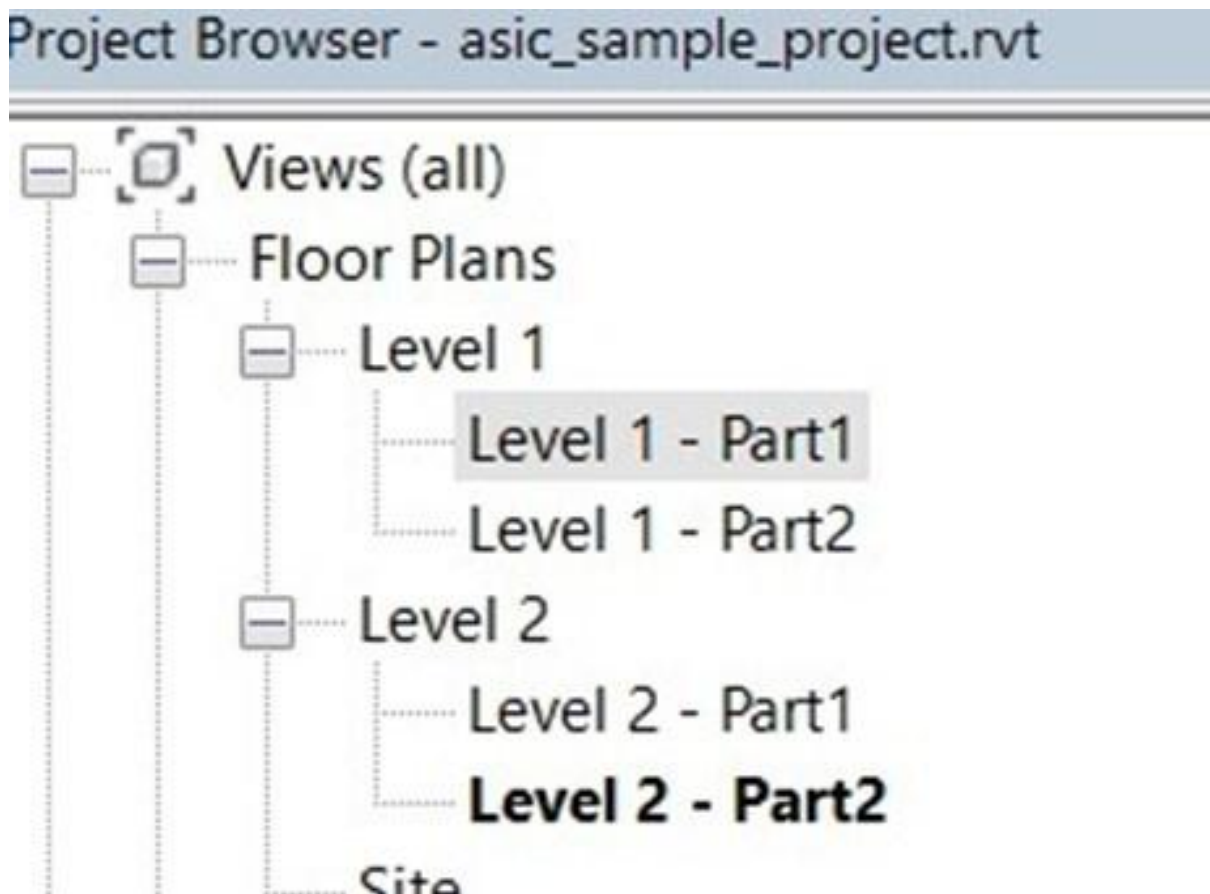 Project Browser - asic_sample_project.rvt
Views (all)
Floor Plans
Level 1
Level 1 - Part1
Level 1 - Part2
Level 2
Level 2 - Part1
Level 2 - Part2
Site